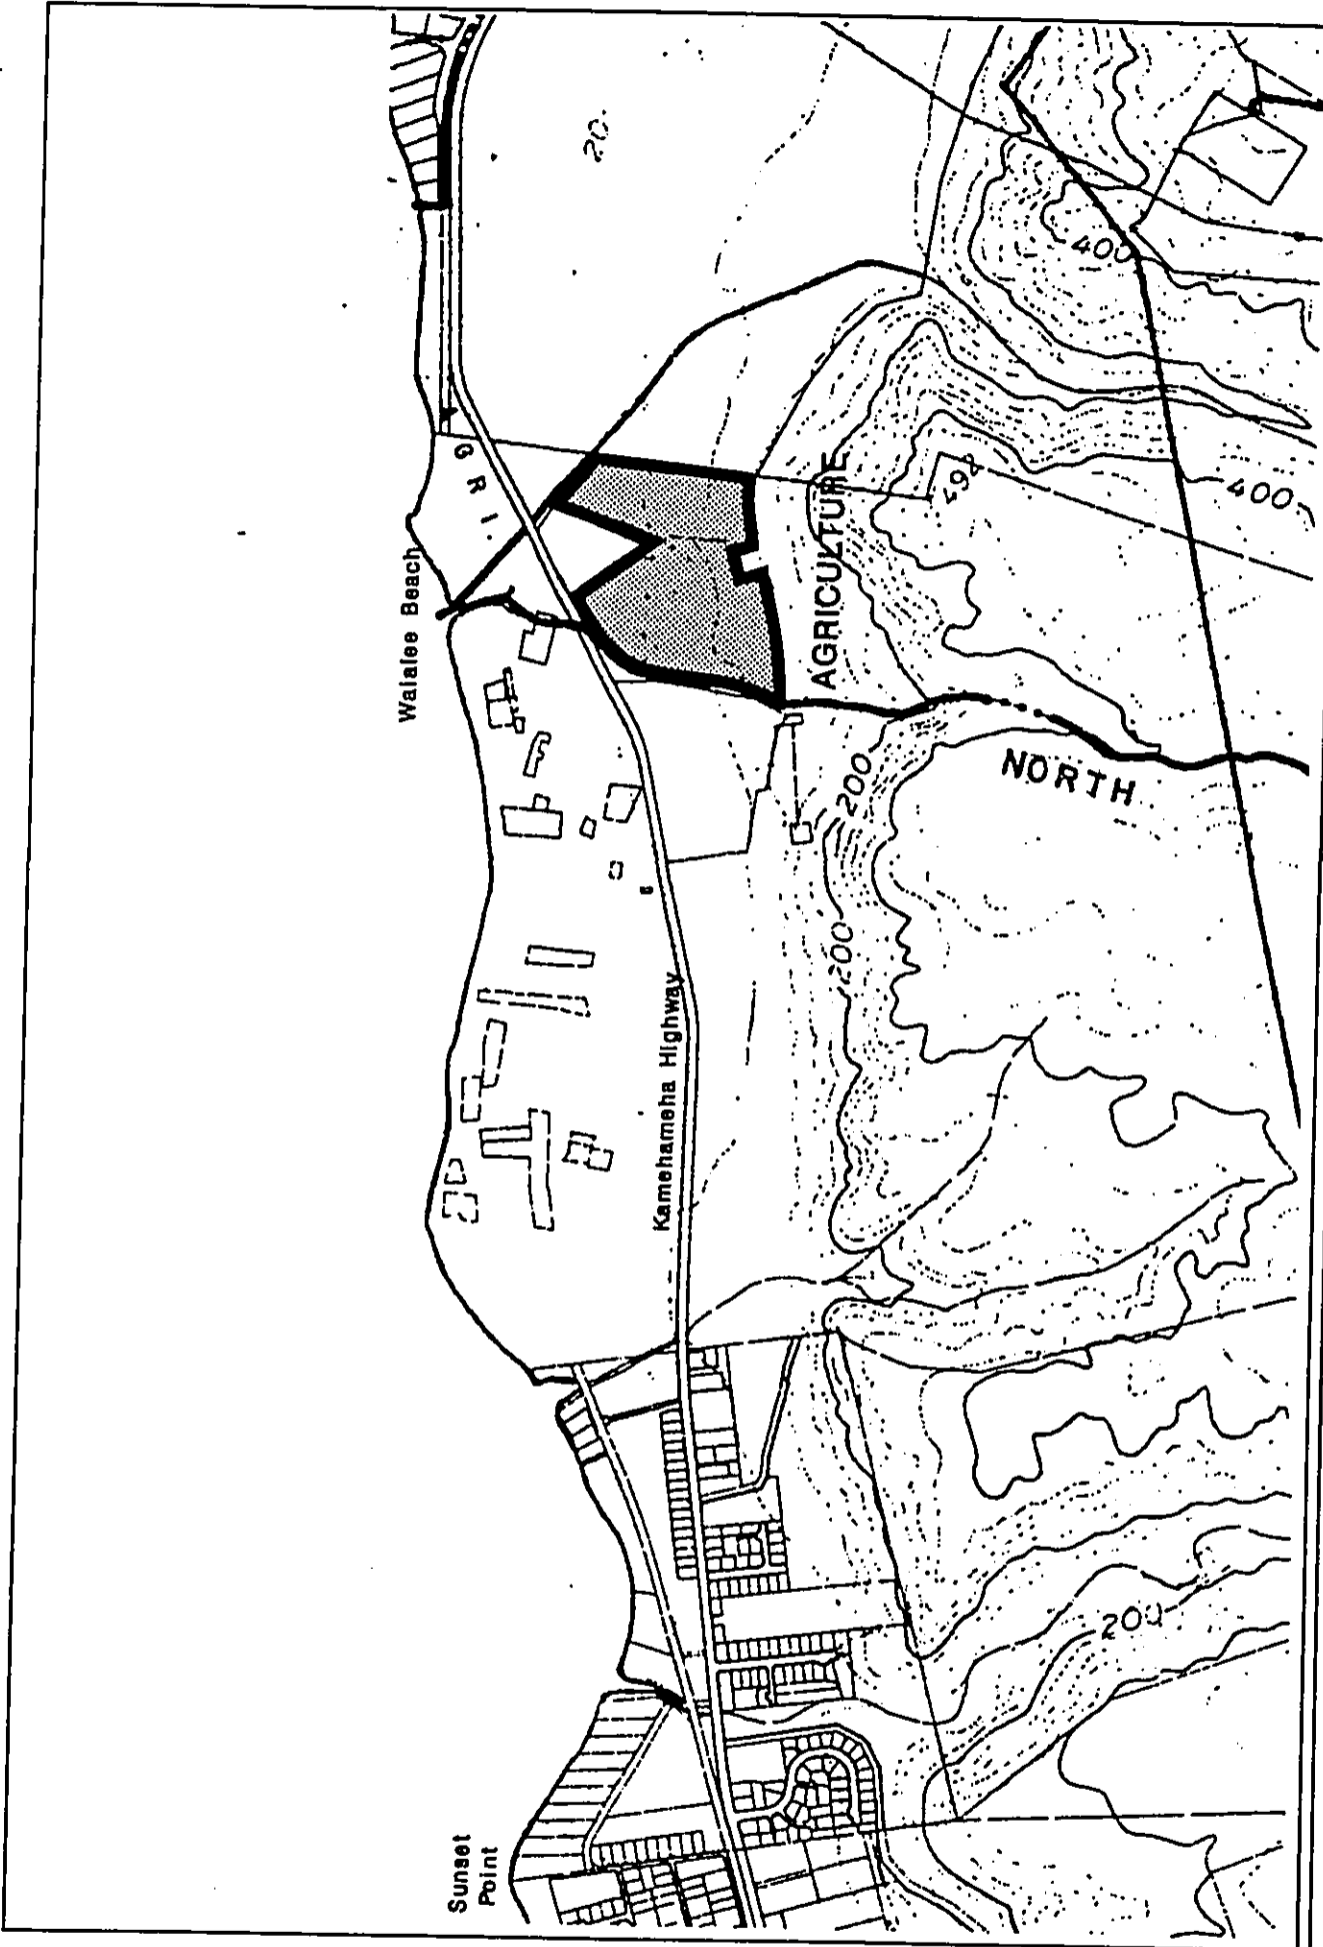 20
400
G R I
492
400
Waialee Beach
AGRICULTURE
NORTH
200
200
Kamehameha Highway
200
Sunset
Point